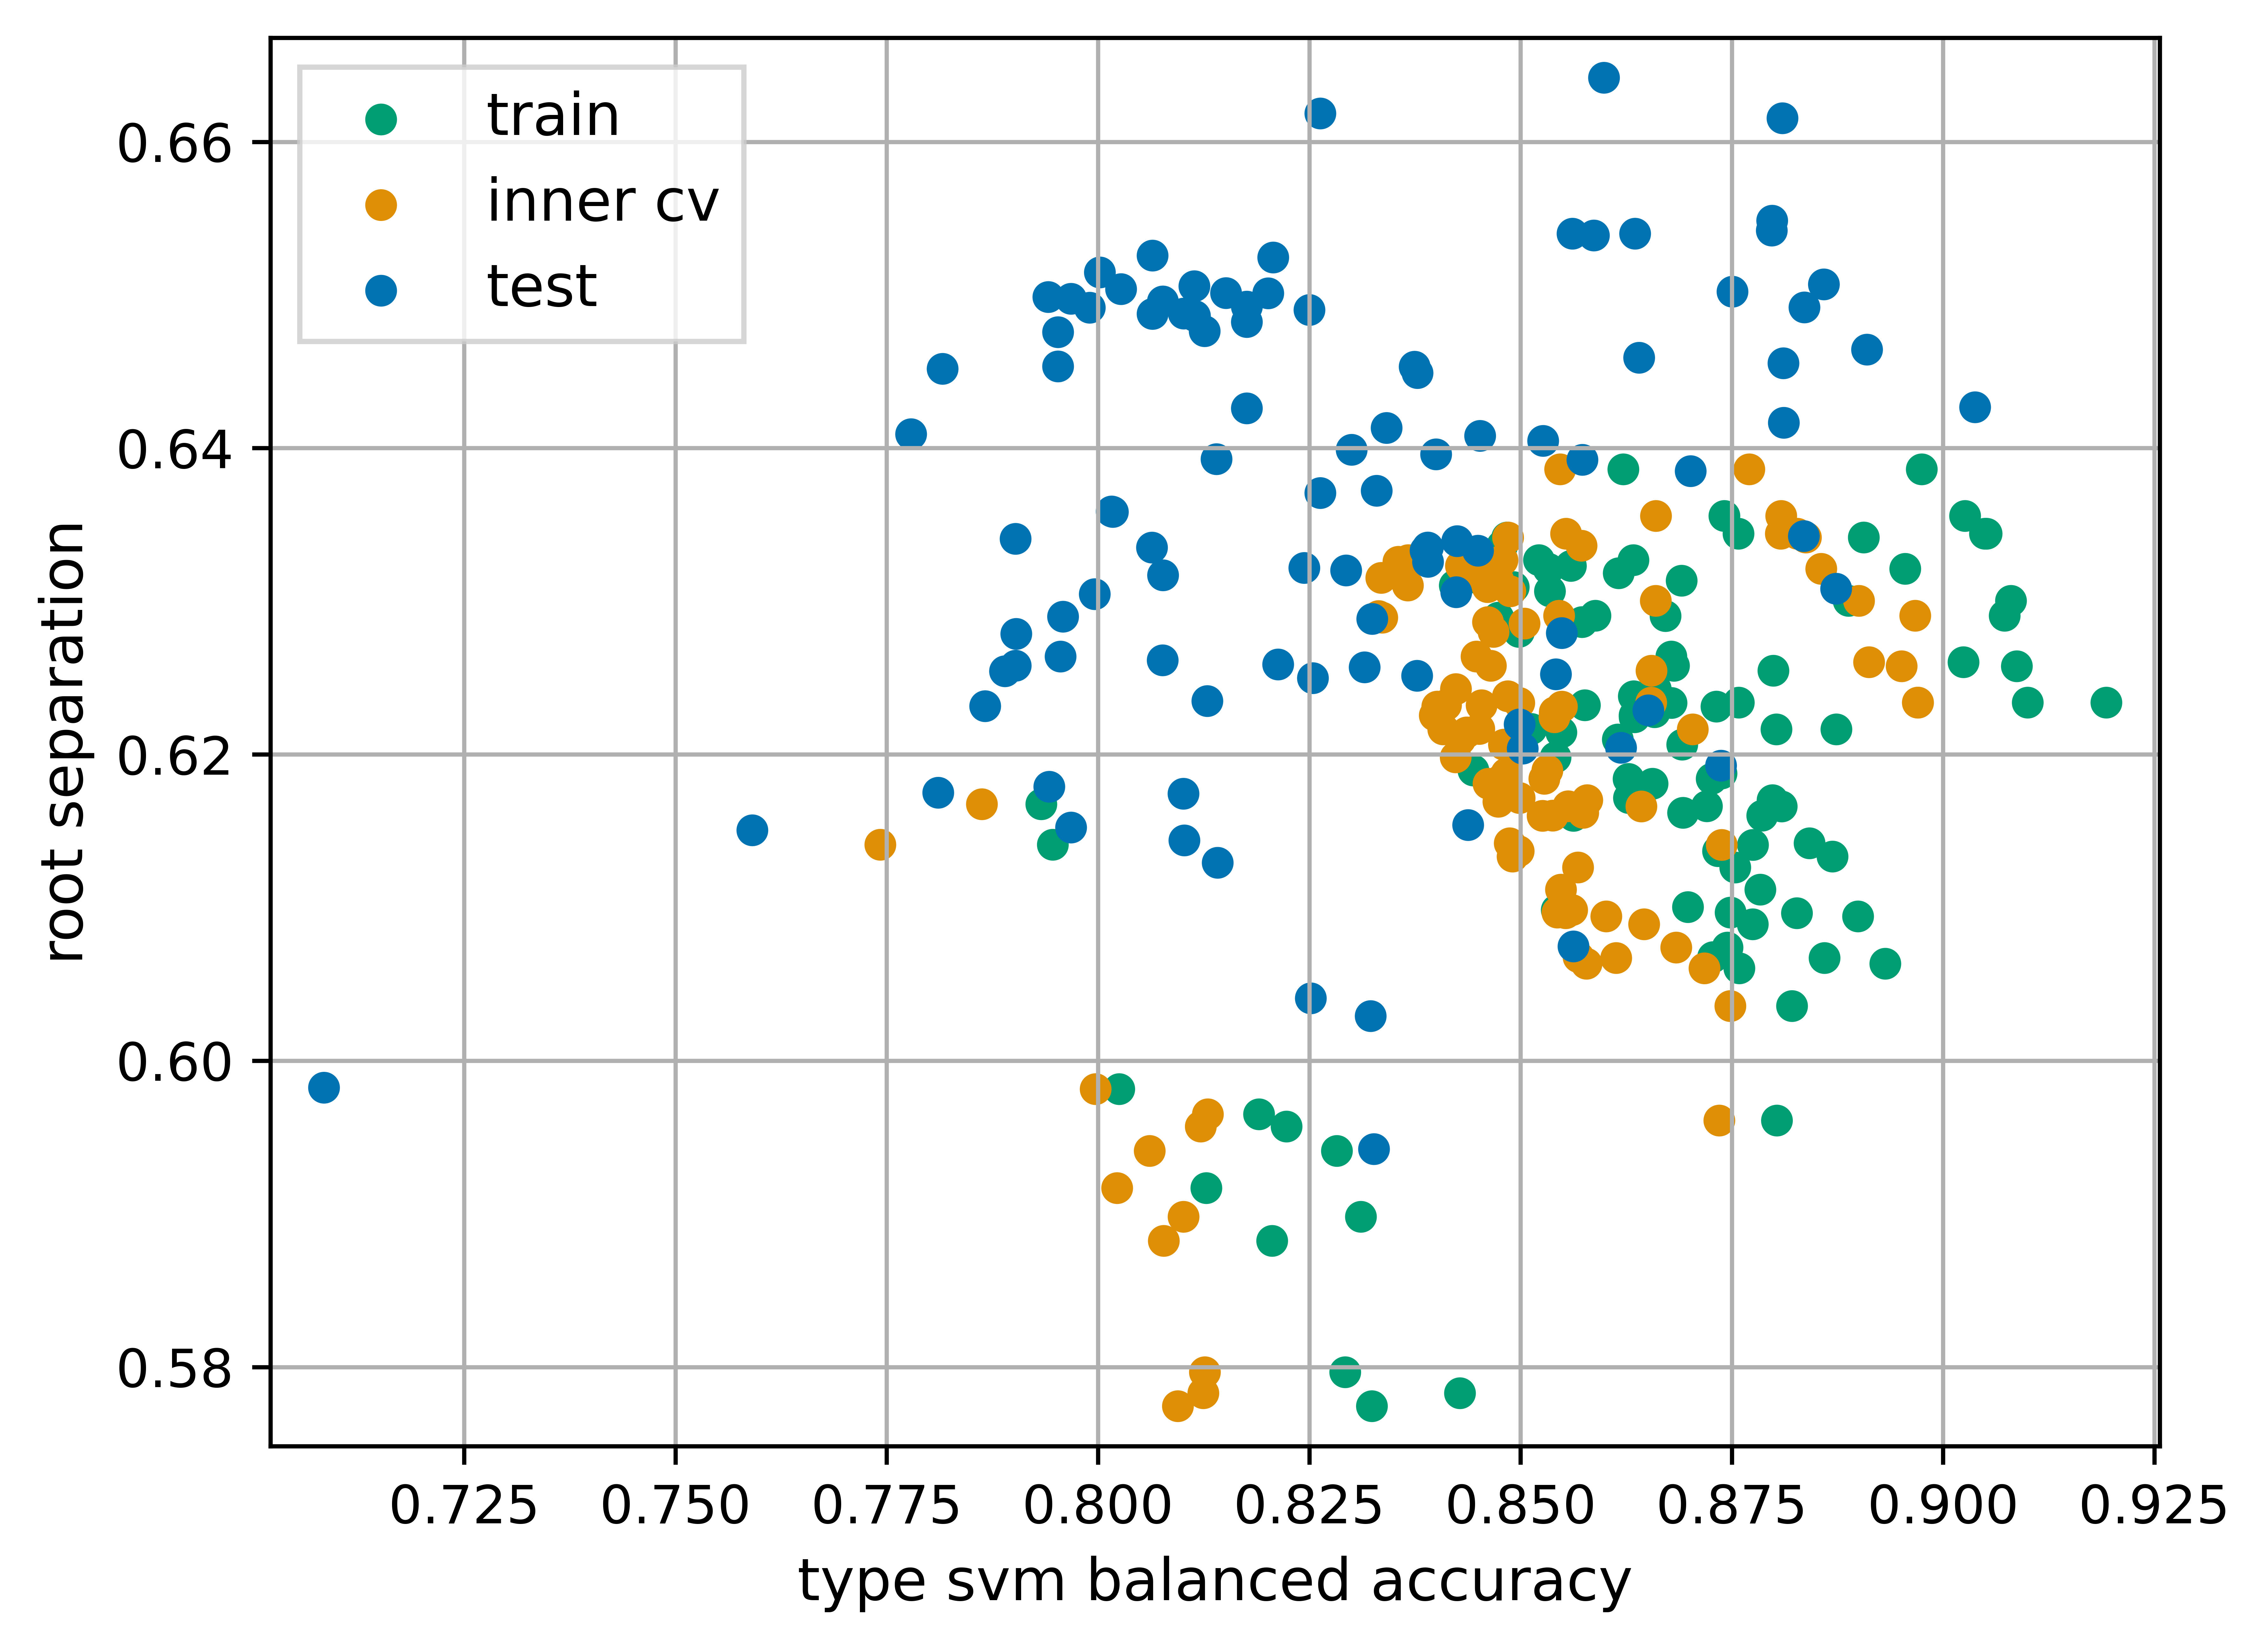 train
inner cv
test
0.66
0.64
0.62
0.60
0.58
root separation
0.725 0.750 0.775 0.800 0.825 0.850 0.875 0.900 0.925
type svm balanced accuracy